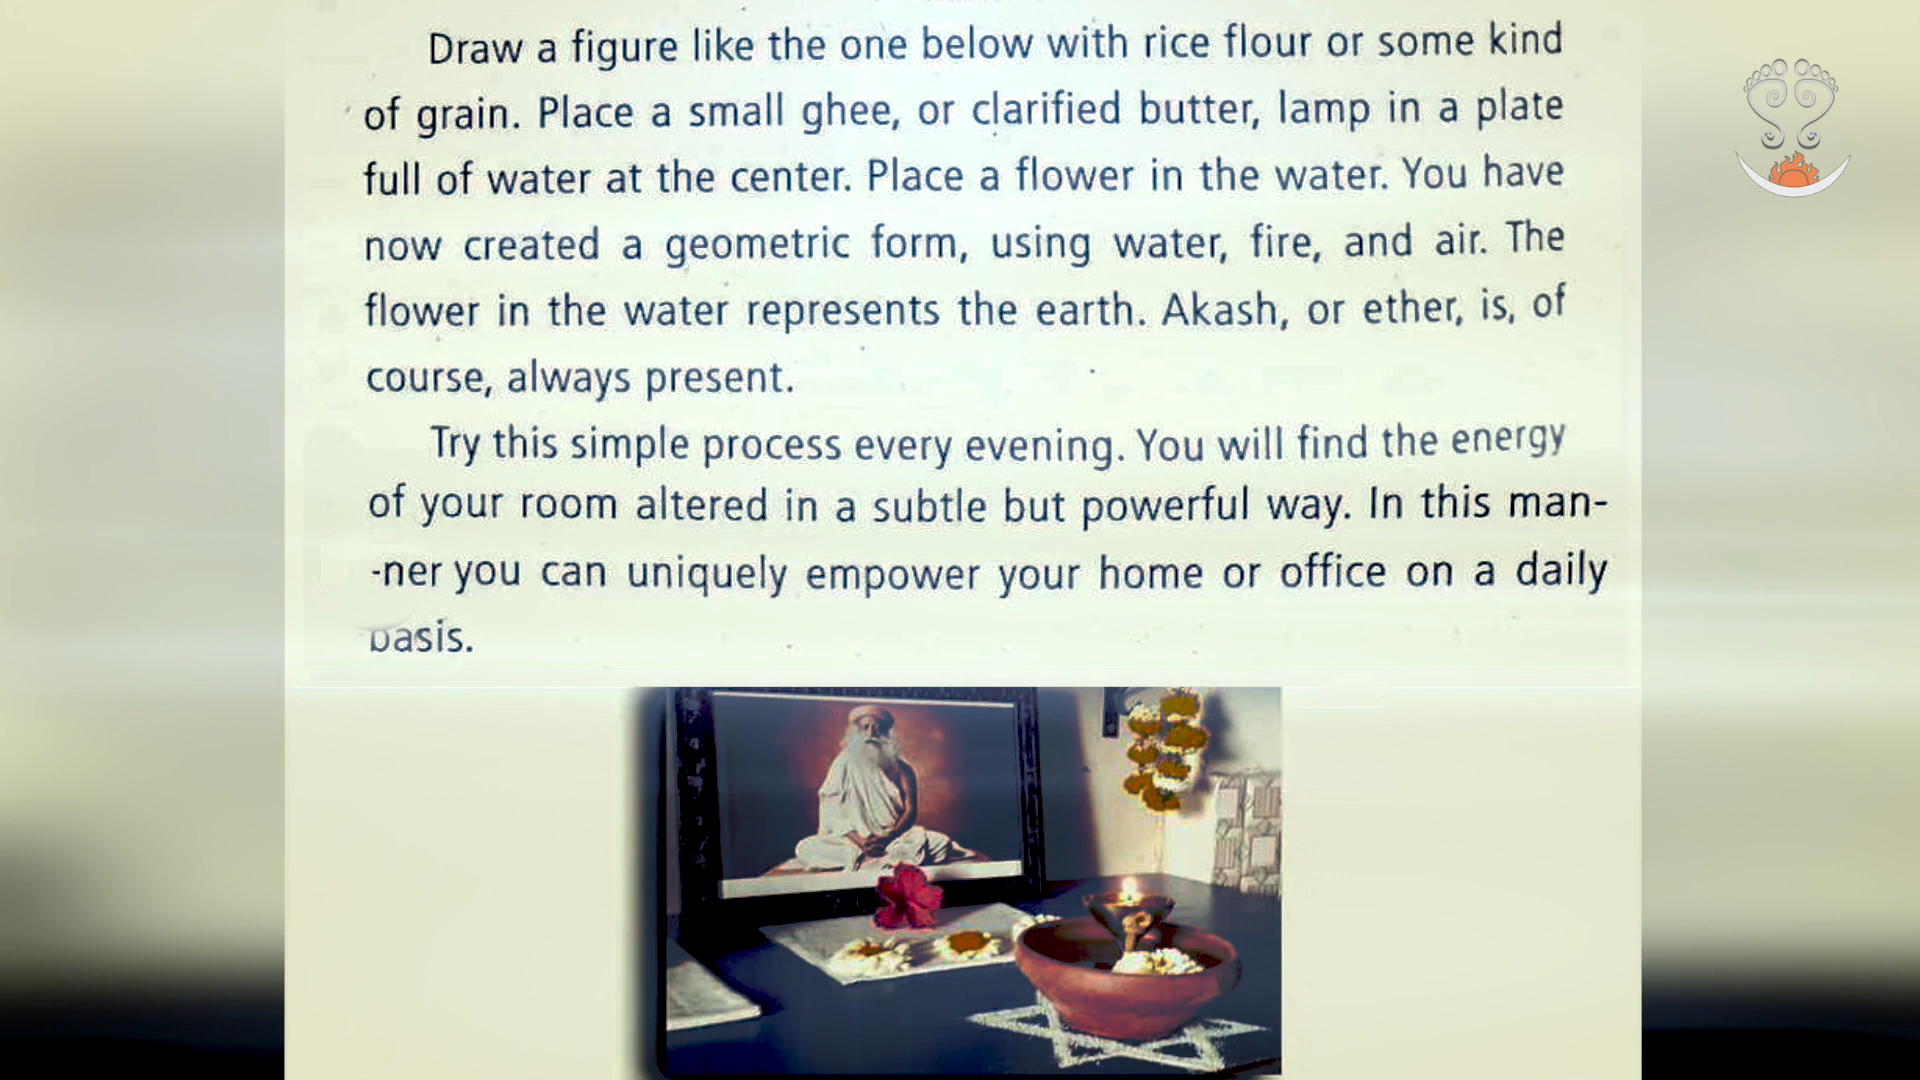 Draw a figure like the one below with rice flour or some kind
of grain. Place a small ghee, or clarified butter, lamp in a plate
full of water at the center. Place a flower in the water. You have
now created a geometric form, using water, fire, and air. The
flower in the water represents the earth. Akash, or ether, is, of
course, always present.
Try this simple process every evening. You will find the energy
of your room altered in a subtle but powerful way. In this man-
-ner you can uniquely empower your home or office on a daily
basis.